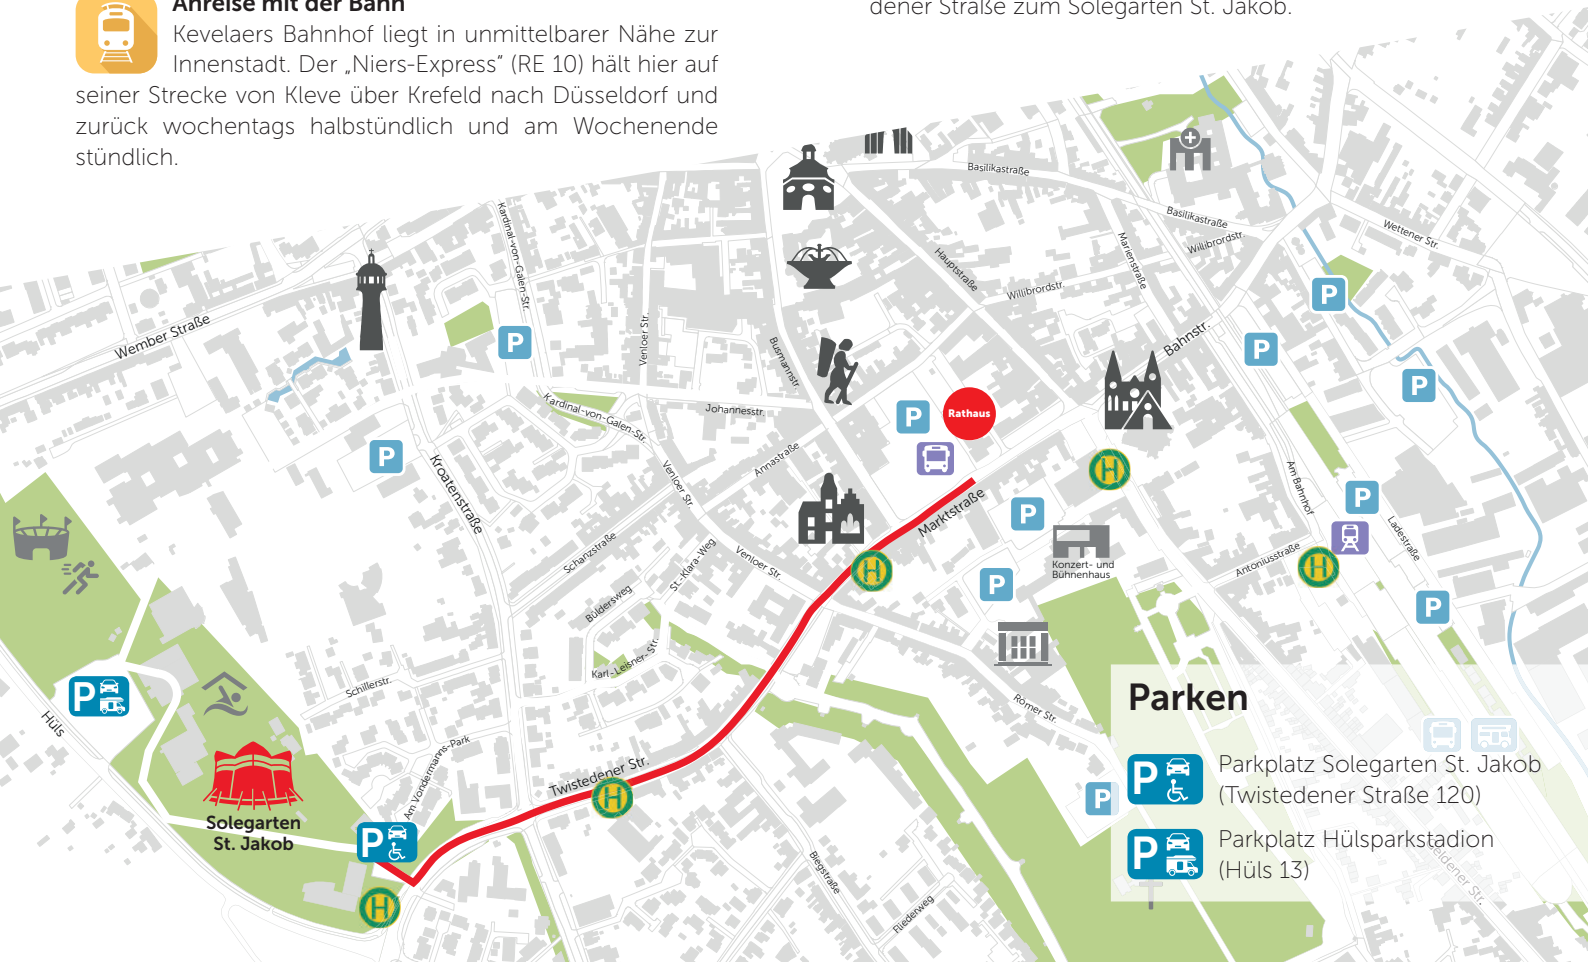 Anreise mit der Bahn
Kevelaers Bahnhof liegt in unmittelbarer Nähe zur
Innenstadt. Der „Niers-Express“ (RE 10) hält hier auf
seiner Strecke von Kleve über Krefeld nach Düsseldorf und
zurück wochentags halbstündlich und am Wochenende
stündlich.
dener Straße zum Solegarten St. Jakob.
Basilikastraße
Basilikastraße
Willibrordstr.
Wettener Str.
Marienstraße
Kardinal-von-Galen-Str.
Hauptstraße
Willibrordstr.
Wember Straße
Venloer Str.
Busmannstr.
Bahnstr.
P
P
P
P
Kardinal-von-Galen-Str.
Johannesstr.
P
Rathaus
P
Kroatenstraße
Annastraße
Venloer Str.
Marktstraße
H
Am Bahnhof
P
P
Ladestraße
Schanzstraße
St.-Klara-Weg
Venloer Str.
H
Konzert- und
Bühnenhaus
Antoniusstraße
H
P
P
Büldersweg
Karl-Leisner-Str.
Schillerstr.
Hüls
P
Römer Str.
Am Vondermanns-Park
Twistedener Str.
H
Solegarten
St. Jakob
P
H
Biegstraße
Riederweg
P
Parken
P
Parkplatz Solegarten St. Jakob
(Twistedener Straße 120)
P
Parkplatz Hülsparkstadion
(Hüls 13)